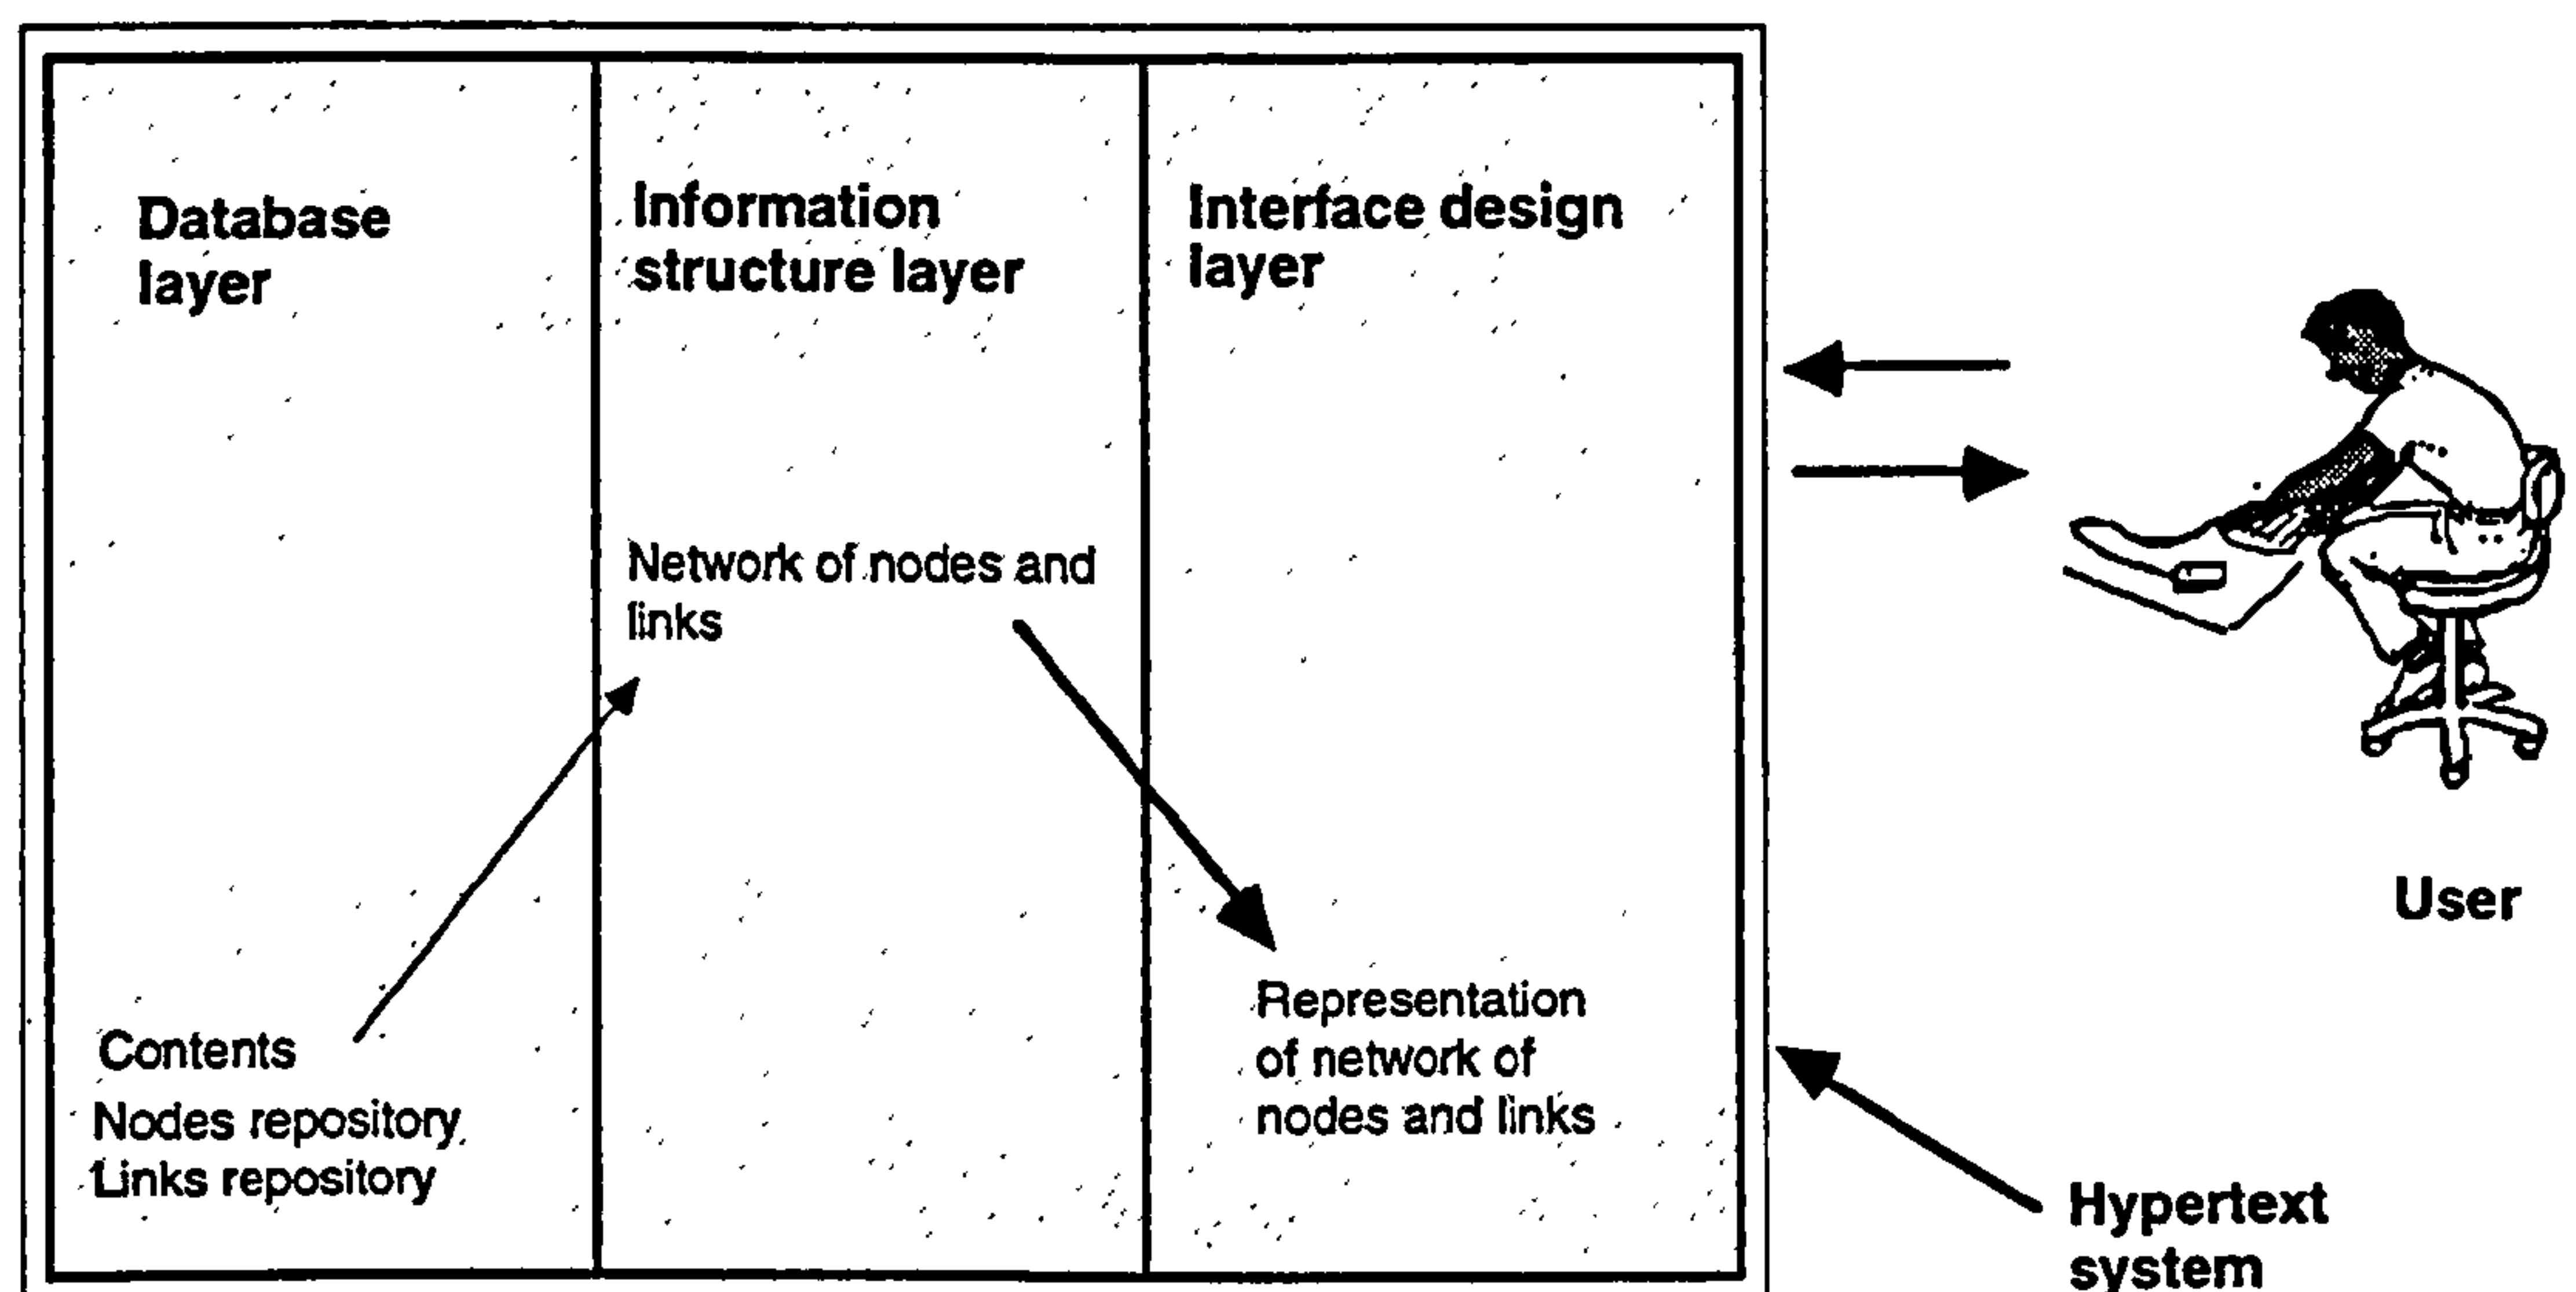 Database
layer
Information
structure layer
Interface design
layer
Network of nodes and
links
Contents
Nodes repository
Links repository
Representation
of network of
nodes and links
User
Hypertext
system